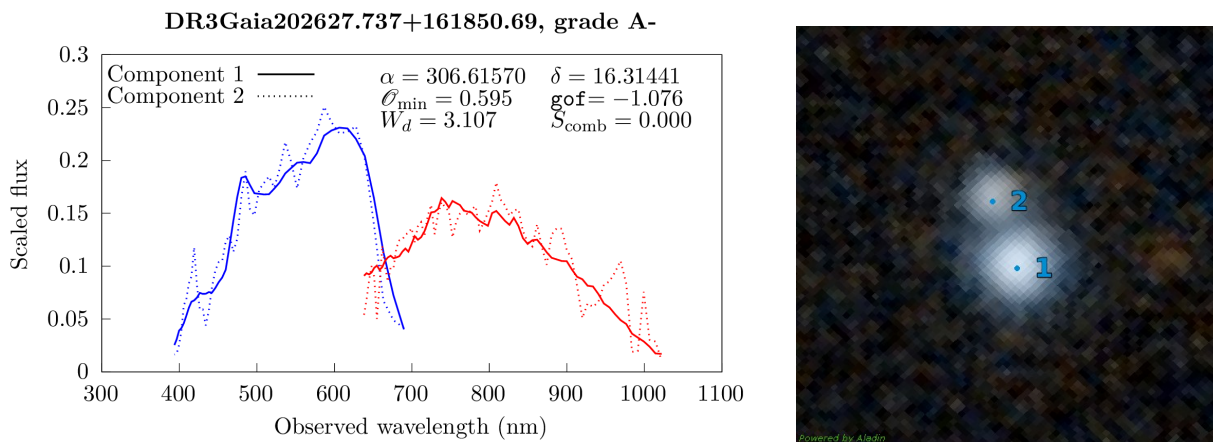 DR3Gaia202627.737+161850.69, grade A-
Component 1
Component 2
α = 306.61570 δ = 16.31441
𝒪min = 0.595 gof= −1.076
Wd = 3.107 Scomb = 0.000
Scaled flux
0.3
0.25
0.2
0.15
0.1
0.05
0
300 400 500 600 700 800 900 1000 1100
Observed wavelength (nm)
2
1
Powered by Aladin